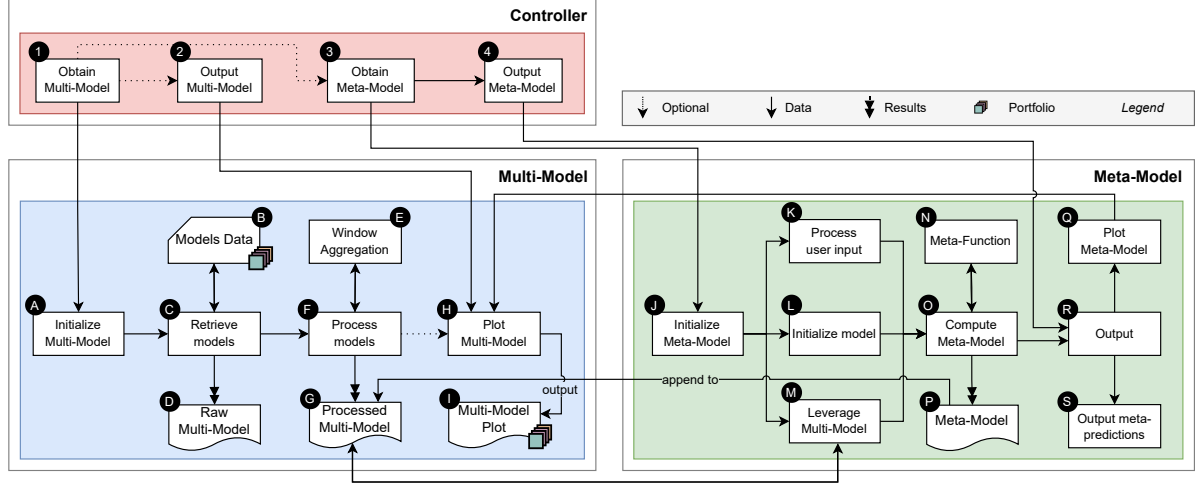 Controller
1
Obtain
Multi-Model
2
Output
Multi-Model
3
Obtain
Meta-Model
4
Output
Meta-Model
Optional
Data
Results
Portfolio
Legend
Multi-Model
A
Initialize
Multi-Model
B
Models Data
C
Retrieve
models
D
Raw
Multi-Model
E
Window
Aggregation
F
Process
models
G
Processed
Multi-Model
H
Plot
Multi-Model
output
I
Multi-Model
Plot
append to
Meta-Model
J
Initialize
Meta-Model
K
Process
user input
L
Initialize model
M
Leverage
Multi-Model
N
Meta-Function
O
Compute
Meta-Model
P
Meta-Model
Q
Plot
Meta-Model
R
Output
S
Output meta-
predictions